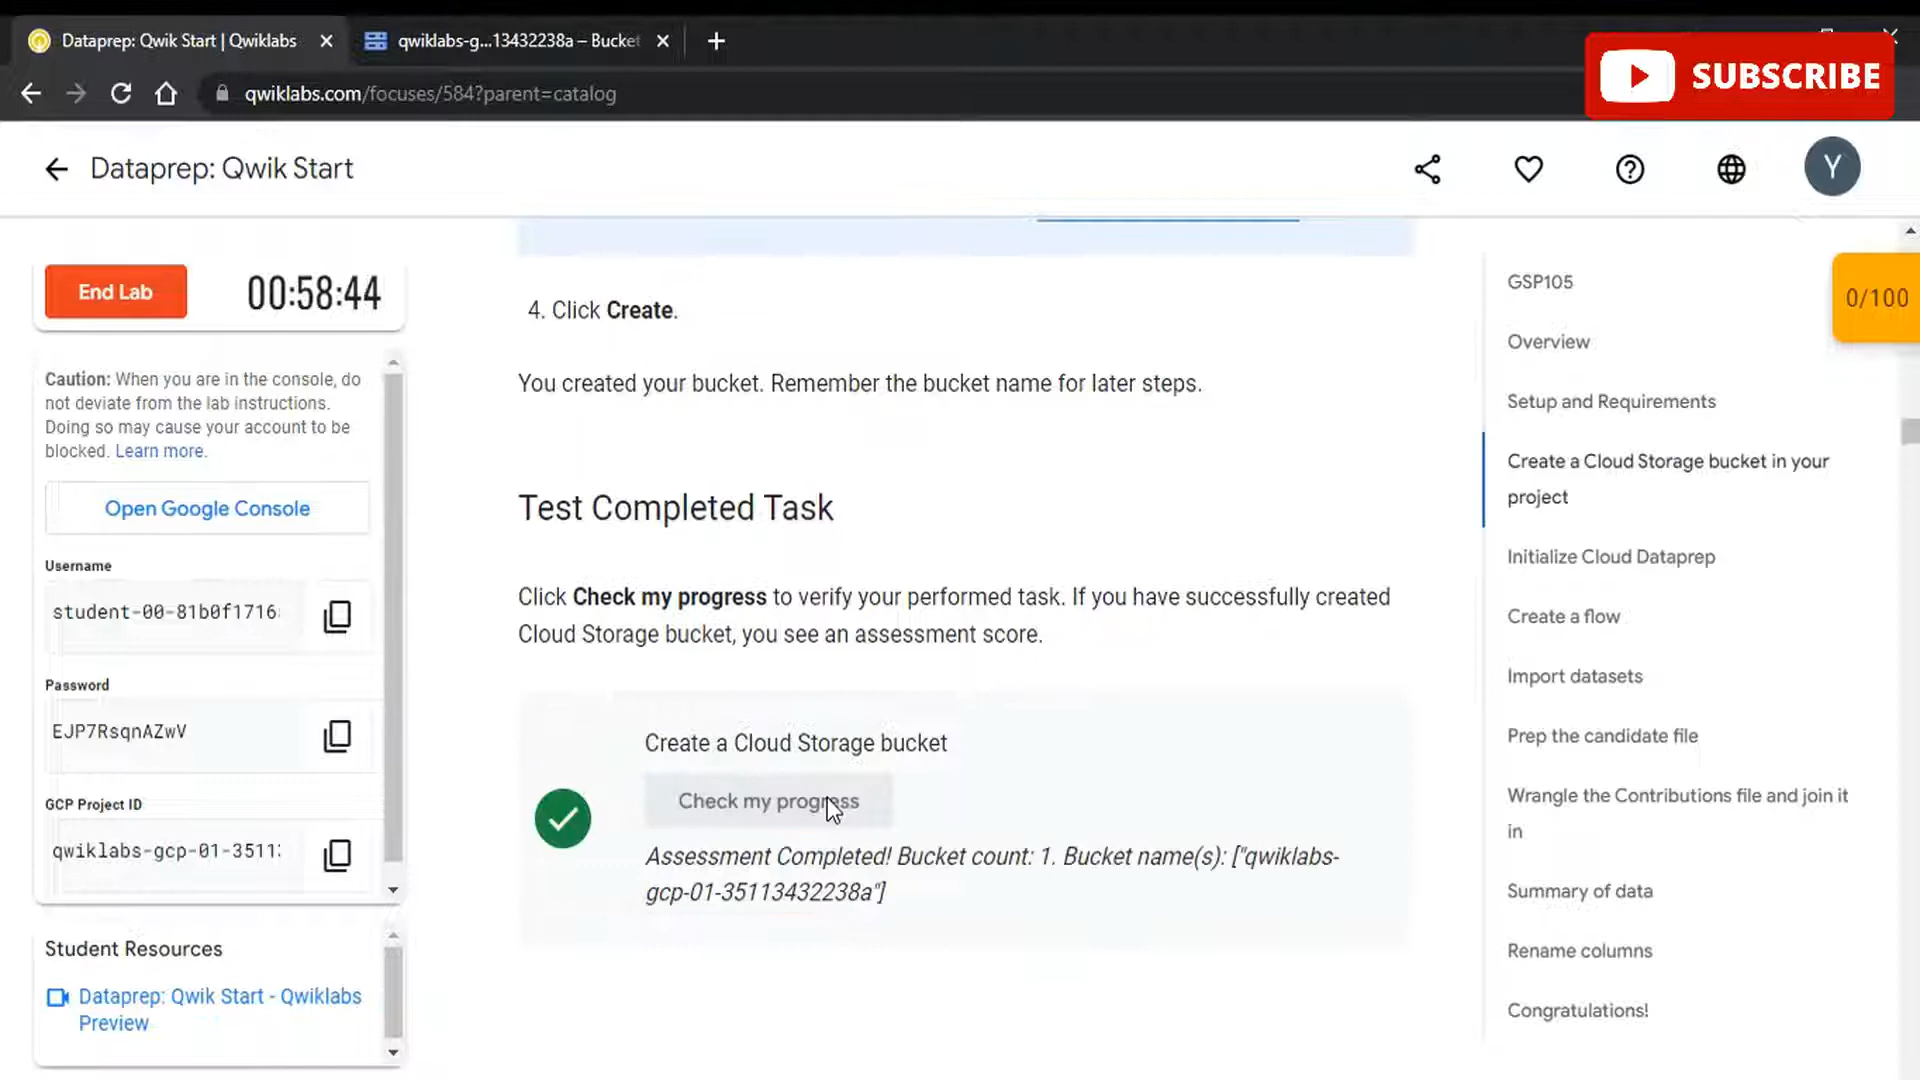 Dataprep: Qwik Start | Qwiklabs
qwiklabs-g...13432238a – Bucket
SUBSCRIBE
qwiklabs.com/focuses/584?parent=catalog
Dataprep: Qwik Start
Y
End Lab
00:58:44
Caution: When you are in the console, do
not deviate from the lab instructions.
Doing so may cause your account to be
blocked. Learn more.
Open Google Console
Username
student-00-81b0f1716
Password
EJP7RsqnAZwV
GCP Project ID
qwiklabs-gcp-01-3511
Student Resources
Dataprep: Qwik Start - Qwiklabs
Preview
4. Click Create.
You created your bucket. Remember the bucket name for later steps.
Test Completed Task
Click Check my progress to verify your performed task. If you have successfully created
Cloud Storage bucket, you see an assessment score.
Create a Cloud Storage bucket
Check my progress
Assessment Completed! Bucket count: 1. Bucket name(s): ["qwiklabs-
gcp-01-35113432238a"]
GSP105
0/100
Overview
Setup and Requirements
Create a Cloud Storage bucket in your
project
Initialize Cloud Dataprep
Create a flow
Import datasets
Prep the candidate file
Wrangle the Contributions file and join it
in
Summary of data
Rename columns
Congratulations!